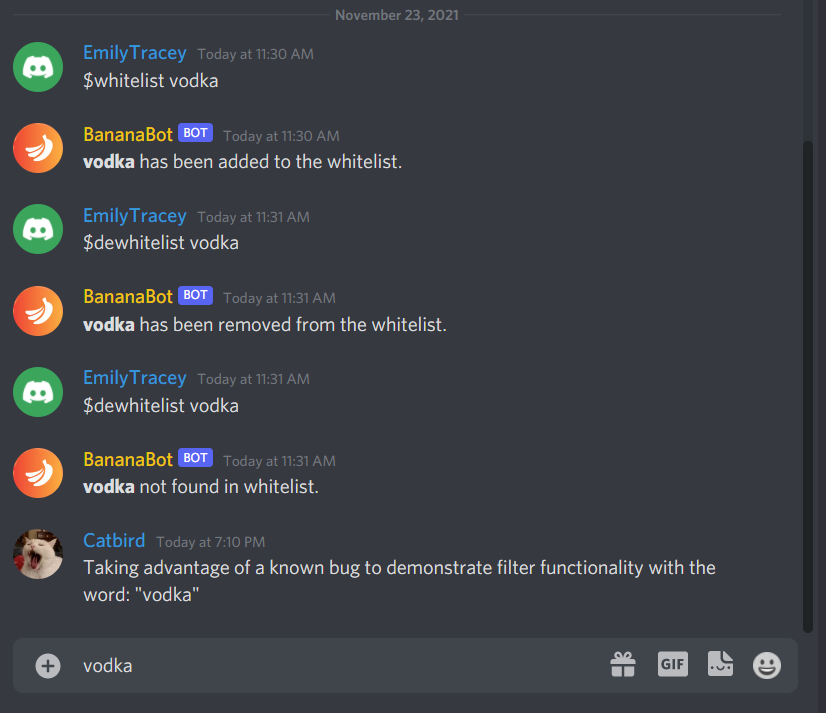 November 23, 2021
EmilyTracey Today at 11:30 AM
$whitelist vodka
BananaBot BOT Today at 11:30 AM
vodka has been added to the whitelist.
EmilyTracey Today at 11:31 AM
$dewhitelist vodka
BananaBot BOT Today at 11:31 AM
vodka has been removed from the whitelist.
EmilyTracey Today at 11:31 AM
$dewhitelist vodka
BananaBot BOT Today at 11:31 AM
vodka not found in whitelist.
Catbird Today at 7:10 PM
Taking advantage of a known bug to demonstrate filter functionality with the
word: "vodka"
vodka GIF